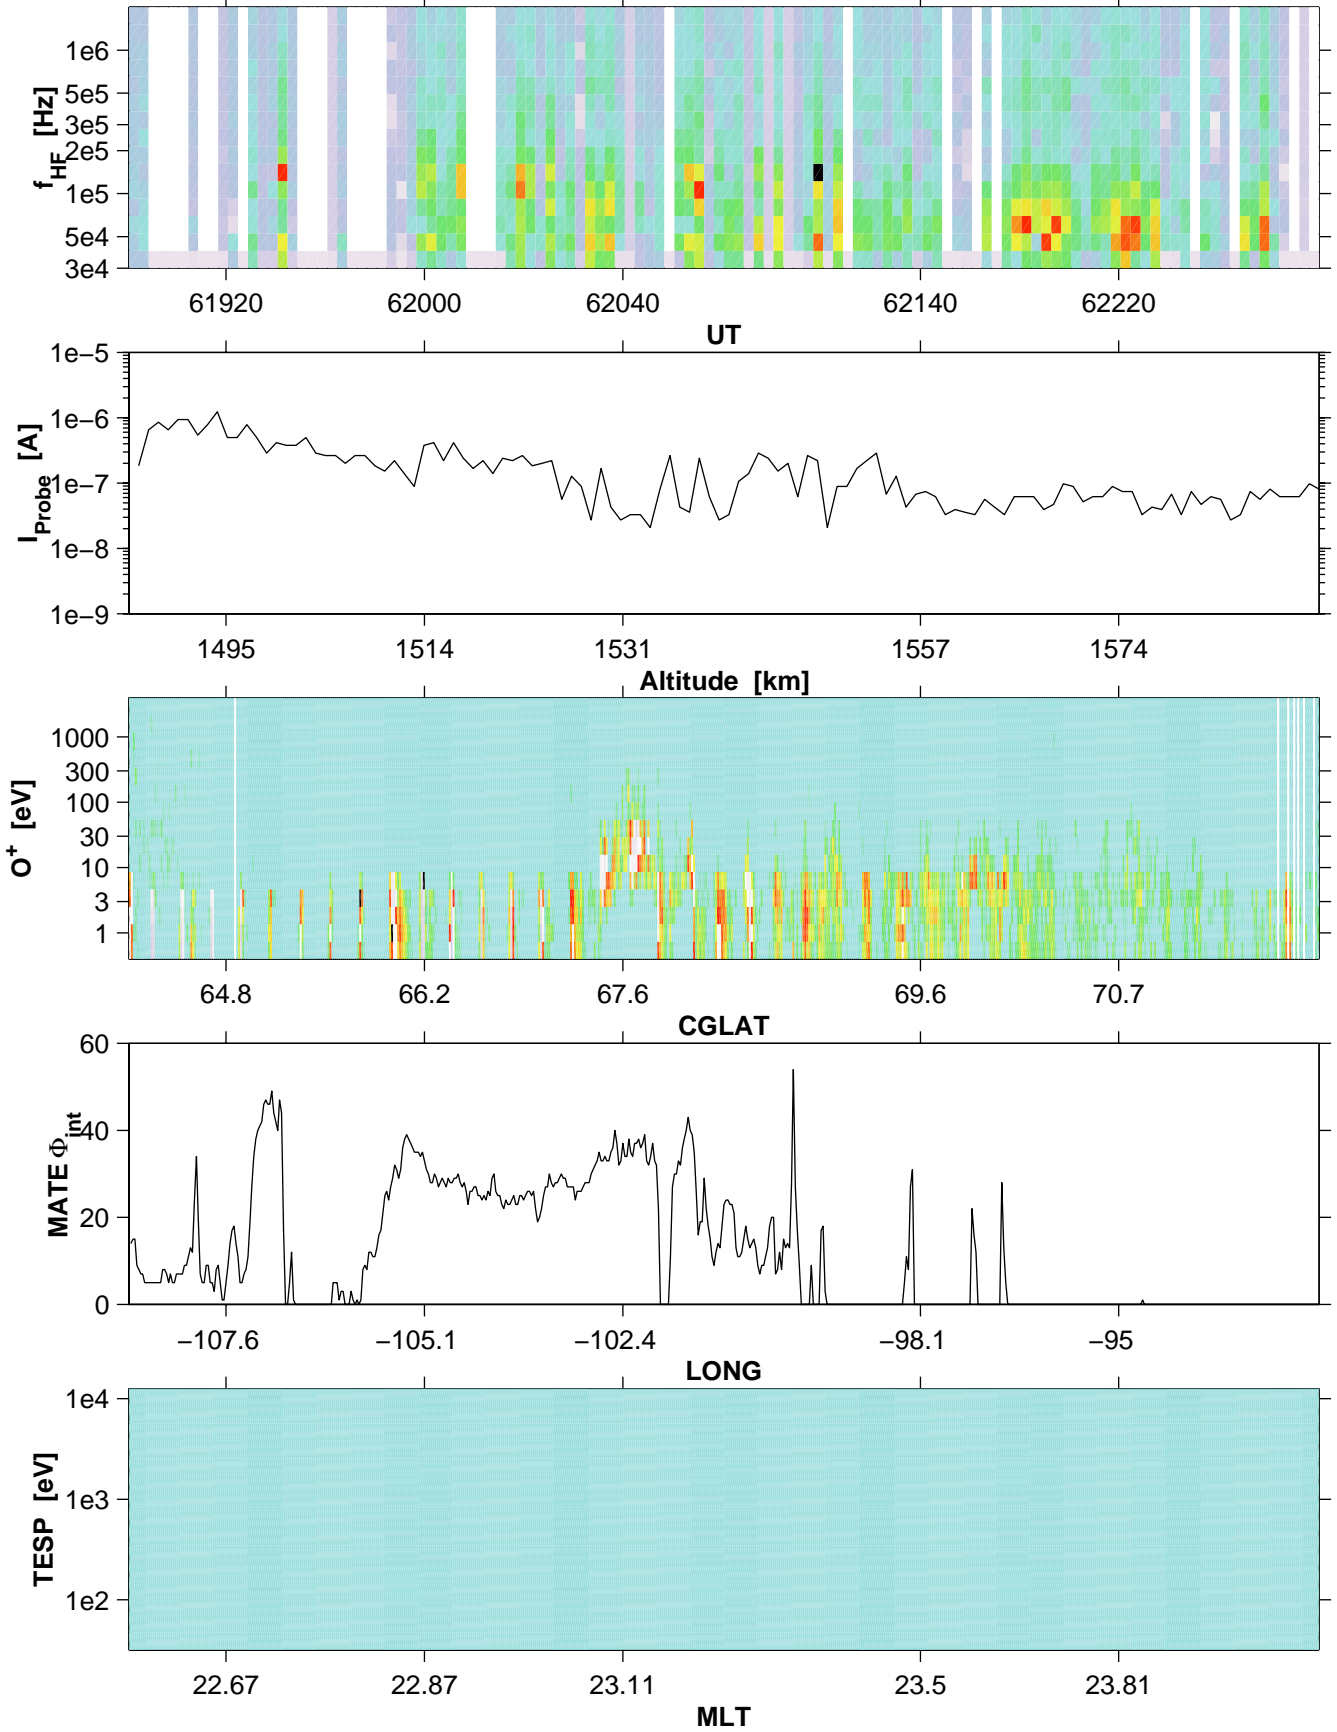 1e6
5e5
3e5
2e5
1e5
5e4
3e4
f_HF [Hz]
61920 62000 62040 62140 62220
UT
1e−5
1e−6
1e−7
1e−8
1e−9
I_Probe [A]
1495 1514 1531 1557 1574
Altitude [km]
1000
300
100
30
10
3
1
O+ [eV]
64.8 66.2 67.6 69.6 70.7
CGLAT
60
40
20
0
MATE Φ_int
−107.6 −105.1 −102.4 −98.1 −95
LONG
1e4
1e3
1e2
TESP [eV]
22.67 22.87 23.11 23.5 23.81
MLT